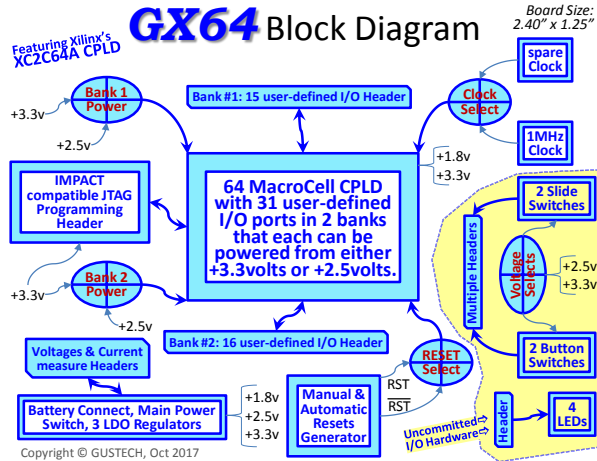 GX64 Block Diagram
Board Size:
2.40" x 1.25"
Featuring Xilinx's
XC2C64A CPLD
Bank 1
Power
+3.3v
+2.5v
Bank #1: 15 user-defined I/O Header
Clock
Select
spare
Clock
1MHz
Clock
+1.8v
+3.3v
IMPACT
compatible JTAG
Programming
Header
64 MacroCell CPLD
with 31 user-defined
I/O ports in 2 banks
that each can be
powered from either
+3.3volts or +2.5volts.
2 Slide
Switches
Multiple Headers
Voltage
Selects
+2.5v
+3.3v
2 Button
Switches
Bank 2
Power
+3.3v
+2.5v
Bank #2: 16 user-defined I/O Header
Voltages & Current
measure Headers
RESET
Select
RST
RST
Battery Connect, Main Power
Switch, 3 LDO Regulators
+1.8v
+2.5v
+3.3v
Manual &
Automatic
Resets
Generator
Uncommitted
I/O Hardware
Header
4
LEDs
Copyright © GUSTECH, Oct 2017